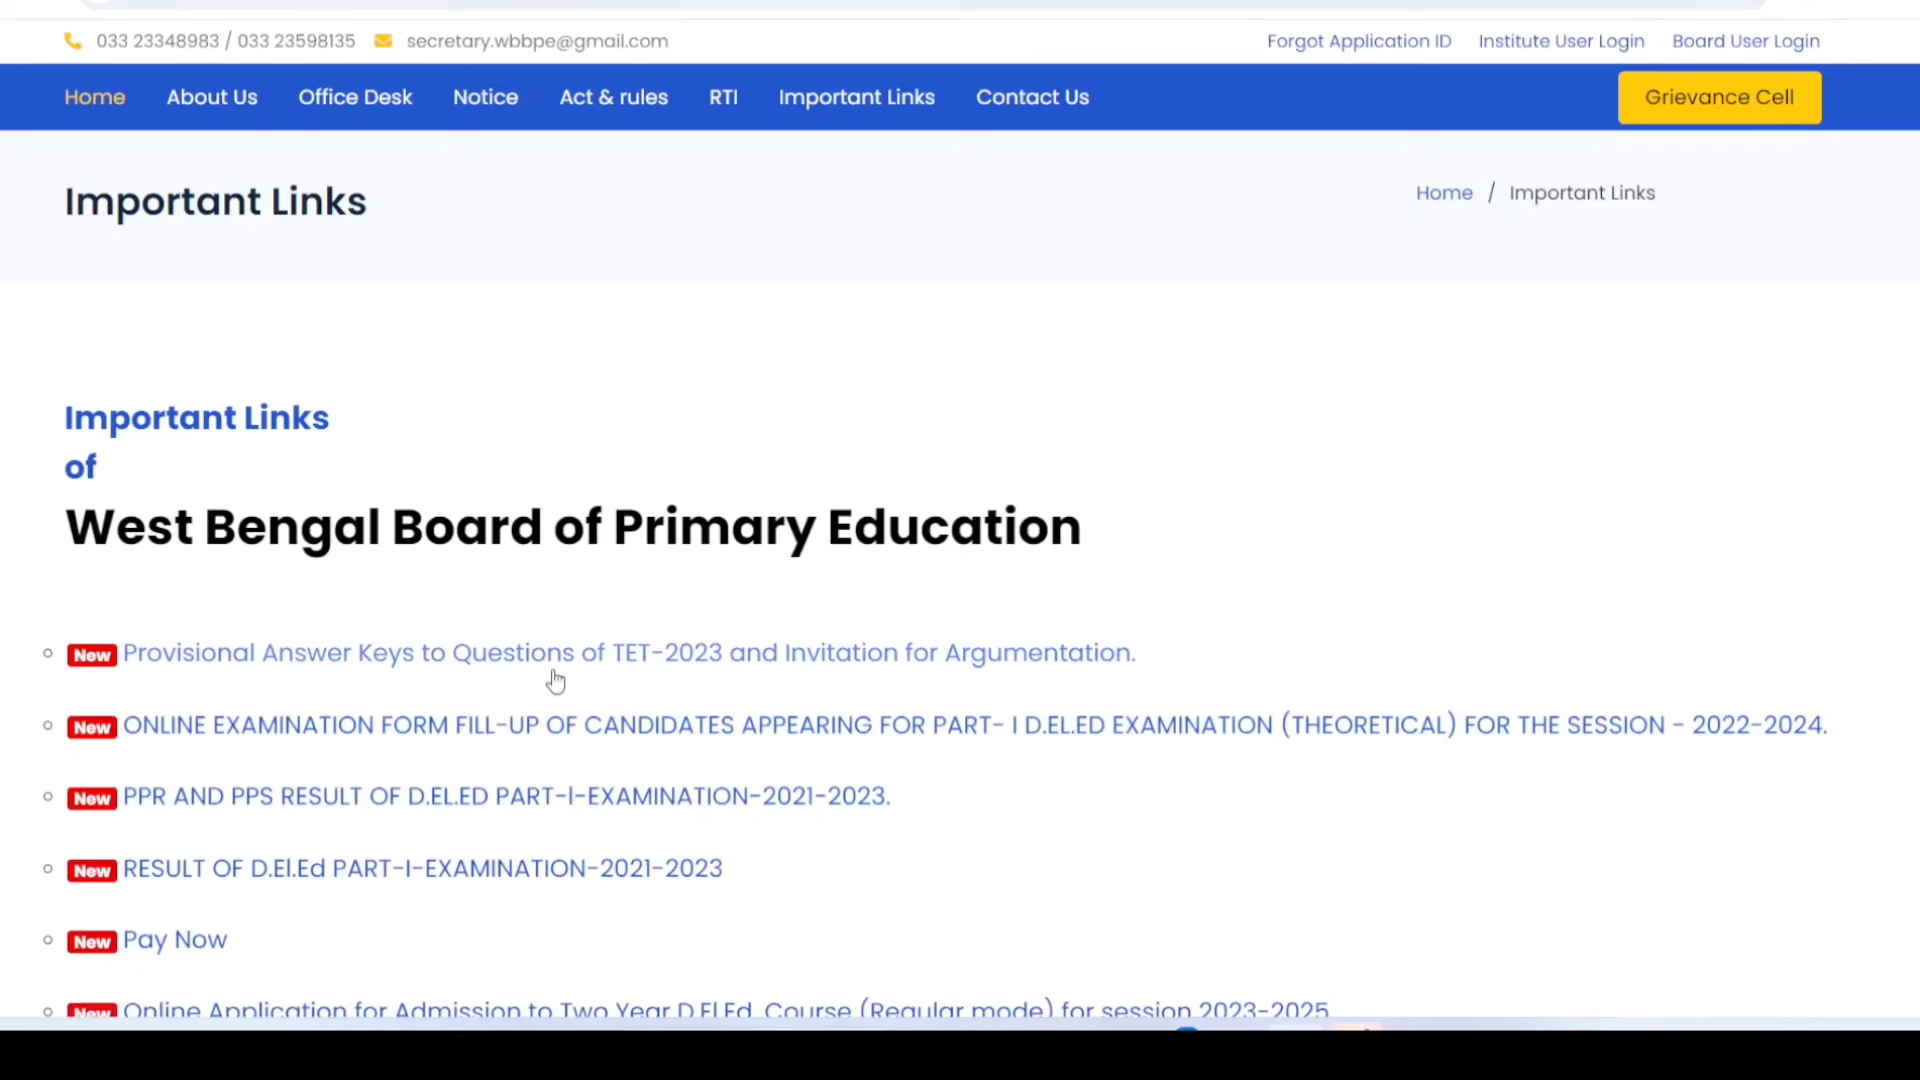 033 23348983 / 033 23598135 secretary.wbbpe@gmail.com Forgot Application ID Institute User Login Board User Login
Home About Us Office Desk Notice Act & rules RTI Important Links Contact Us Grievance Cell
Important Links Home / Important Links
Important Links
of
West Bengal Board of Primary Education
New Provisional Answer Keys to Questions of TET-2023 and Invitation for Argumentation.
New ONLINE EXAMINATION FORM FILL-UP OF CANDIDATES APPEARING FOR PART- I D.EL.ED EXAMINATION (THEORETICAL) FOR THE SESSION - 2022-2024.
New PPR AND PPS RESULT OF D.EL.ED PART-I-EXAMINATION-2021-2023.
New RESULT OF D.El.Ed PART-I-EXAMINATION-2021-2023
New Pay Now
New Online Application for Admission to Two Year D.El.Ed. Course (Regular mode) for session 2023-2025